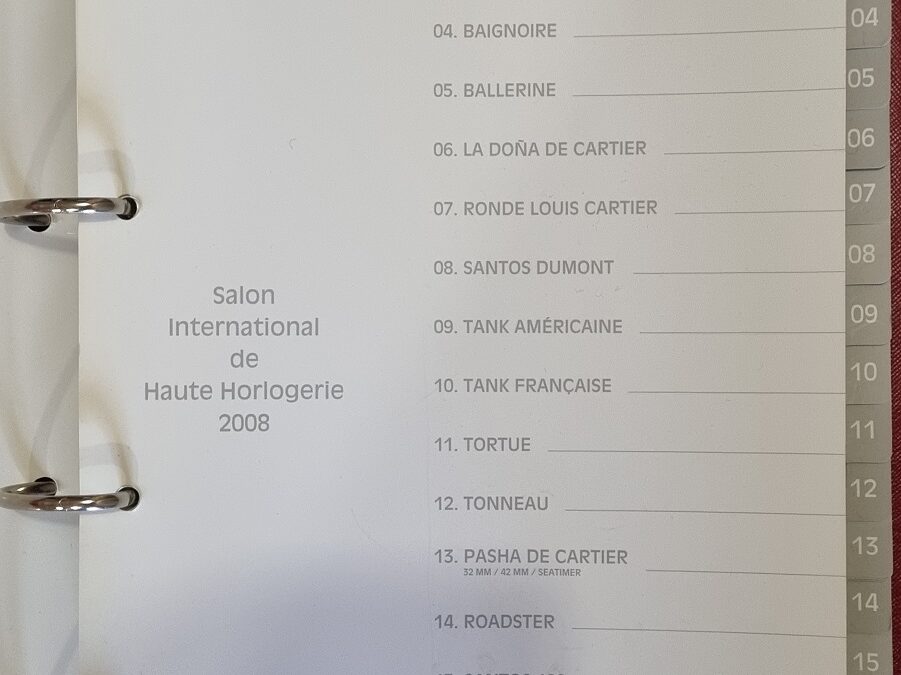 Salon
International
de
Haute Horlogerie
2008
04. BAIGNOIRE
05. BALLERINE
06. LA DOÑA DE CARTIER
07. RONDE LOUIS CARTIER
08. SANTOS DUMONT
09. TANK AMÉRICAINE
10. TANK FRANÇAISE
11. TORTUE
12. TONNEAU
13. PASHA DE CARTIER
32 MM / 42 MM / SEATIMER
14. ROADSTER
04
05
06
07
08
09
10
11
12
13
14
15